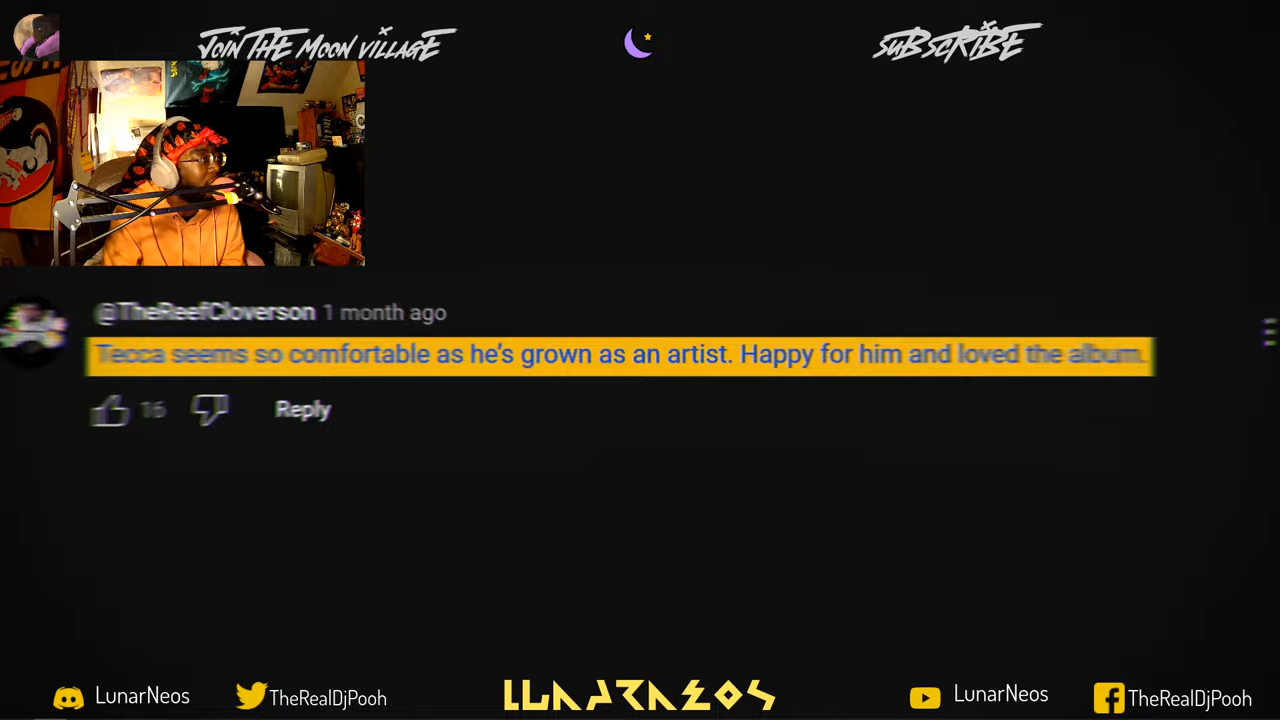 JOIN THE MOON VILLAGE
SUBSCRIBE
@TheReefCloverson 1 month ago
Tecca seems so comfortable as he's grown as an artist. Happy for him and loved the album.
16
Reply
LunarNeos
TheRealDjPooh
LUNARNEOS
LunarNeos
TheRealDjPooh